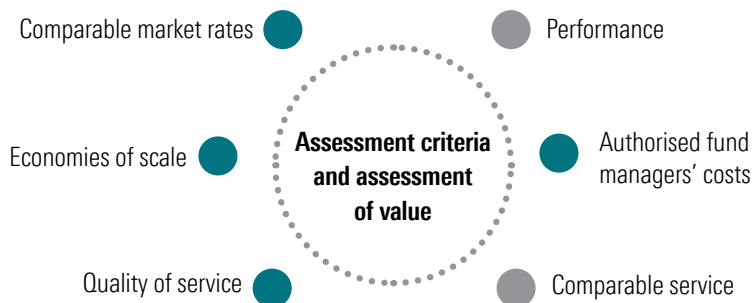 Comparable market rates
Performance
Economies of scale
Assessment criteria
and assessment
of value
Authorised fund
managers’ costs
Quality of service
Comparable service